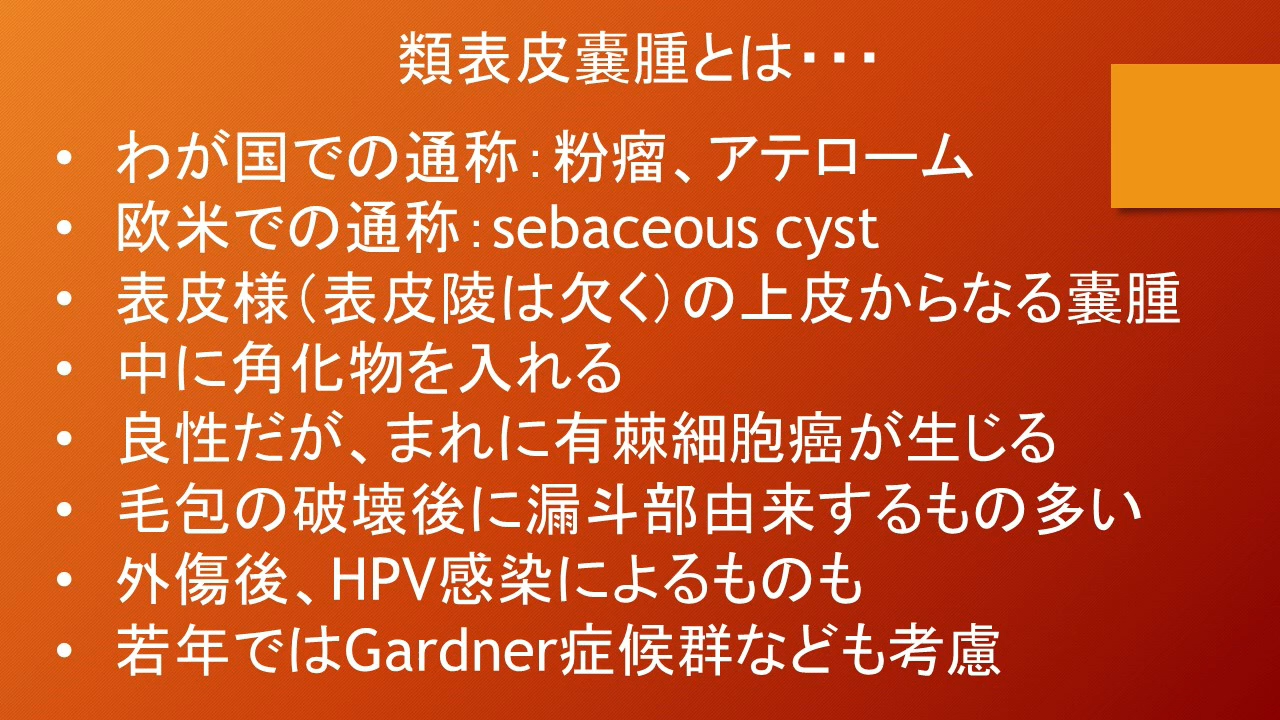 類表皮嚢腫とは・・・
• わが国での通称：粉瘤、アテローム
• 欧米での通称：sebaceous cyst
• 表皮様（表皮陵は欠く）の上皮からなる嚢腫
• 中に角化物を入れる
• 良性だが、まれに有棘細胞癌が生じる
• 毛包の破壊後に漏斗部由来するもの多い
• 外傷後、HPV感染によるものも
• 若年ではGardner症候群なども考慮